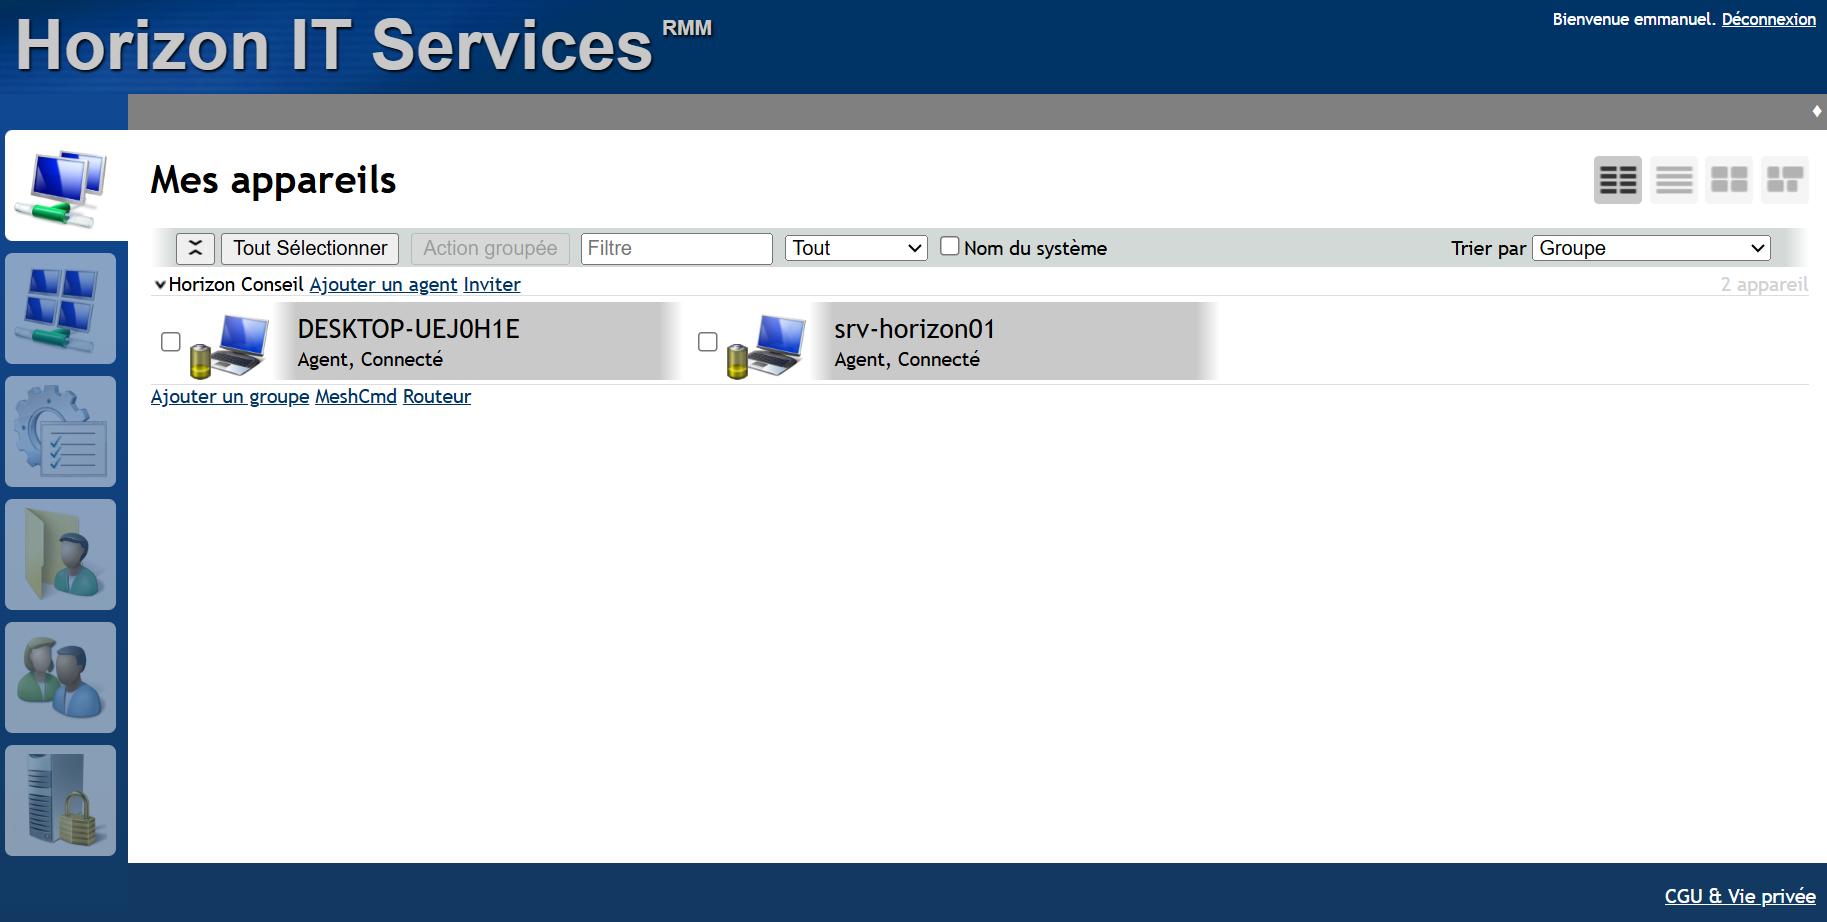 Horizon IT Services RMM
Bienvenue emmanuel. Déconnexion
Mes appareils
Tout Sélectionner Action groupée Filtre Tout Nom du système Trier par Groupe
Horizon Conseil Ajouter un agent Inviter 2 appareil
DESKTOP-UEJ0H1E
Agent, Connecté
srv-horizon01
Agent, Connecté
Ajouter un groupe MeshCmd Routeur
CGU & Vie privée